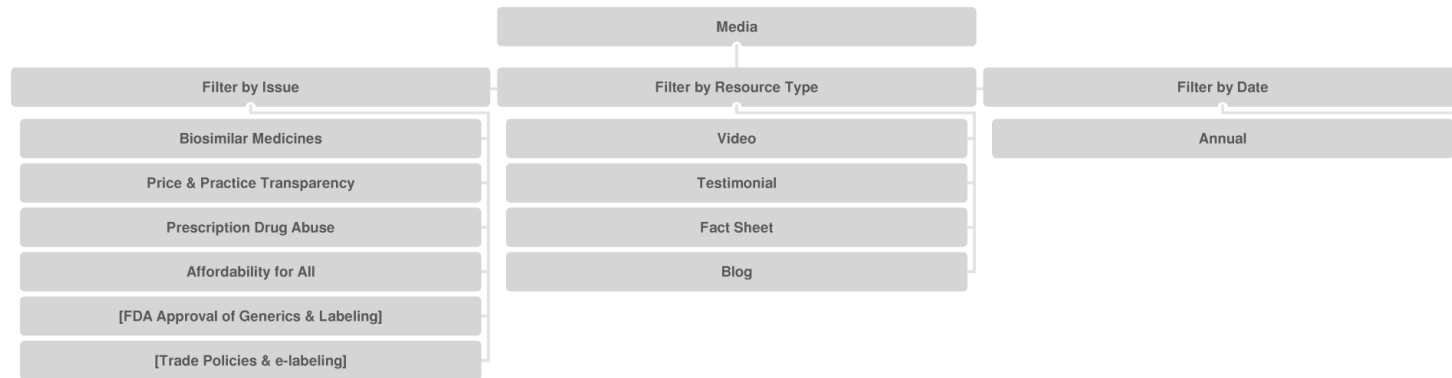 Media
Filter by Issue
Biosimilar Medicines
Price & Practice Transparency
Prescription Drug Abuse
Affordability for All
[FDA Approval of Generics & Labeling]
[Trade Policies & e-labeling]
Filter by Resource Type
Video
Testimonial
Fact Sheet
Blog
Filter by Date
Annual